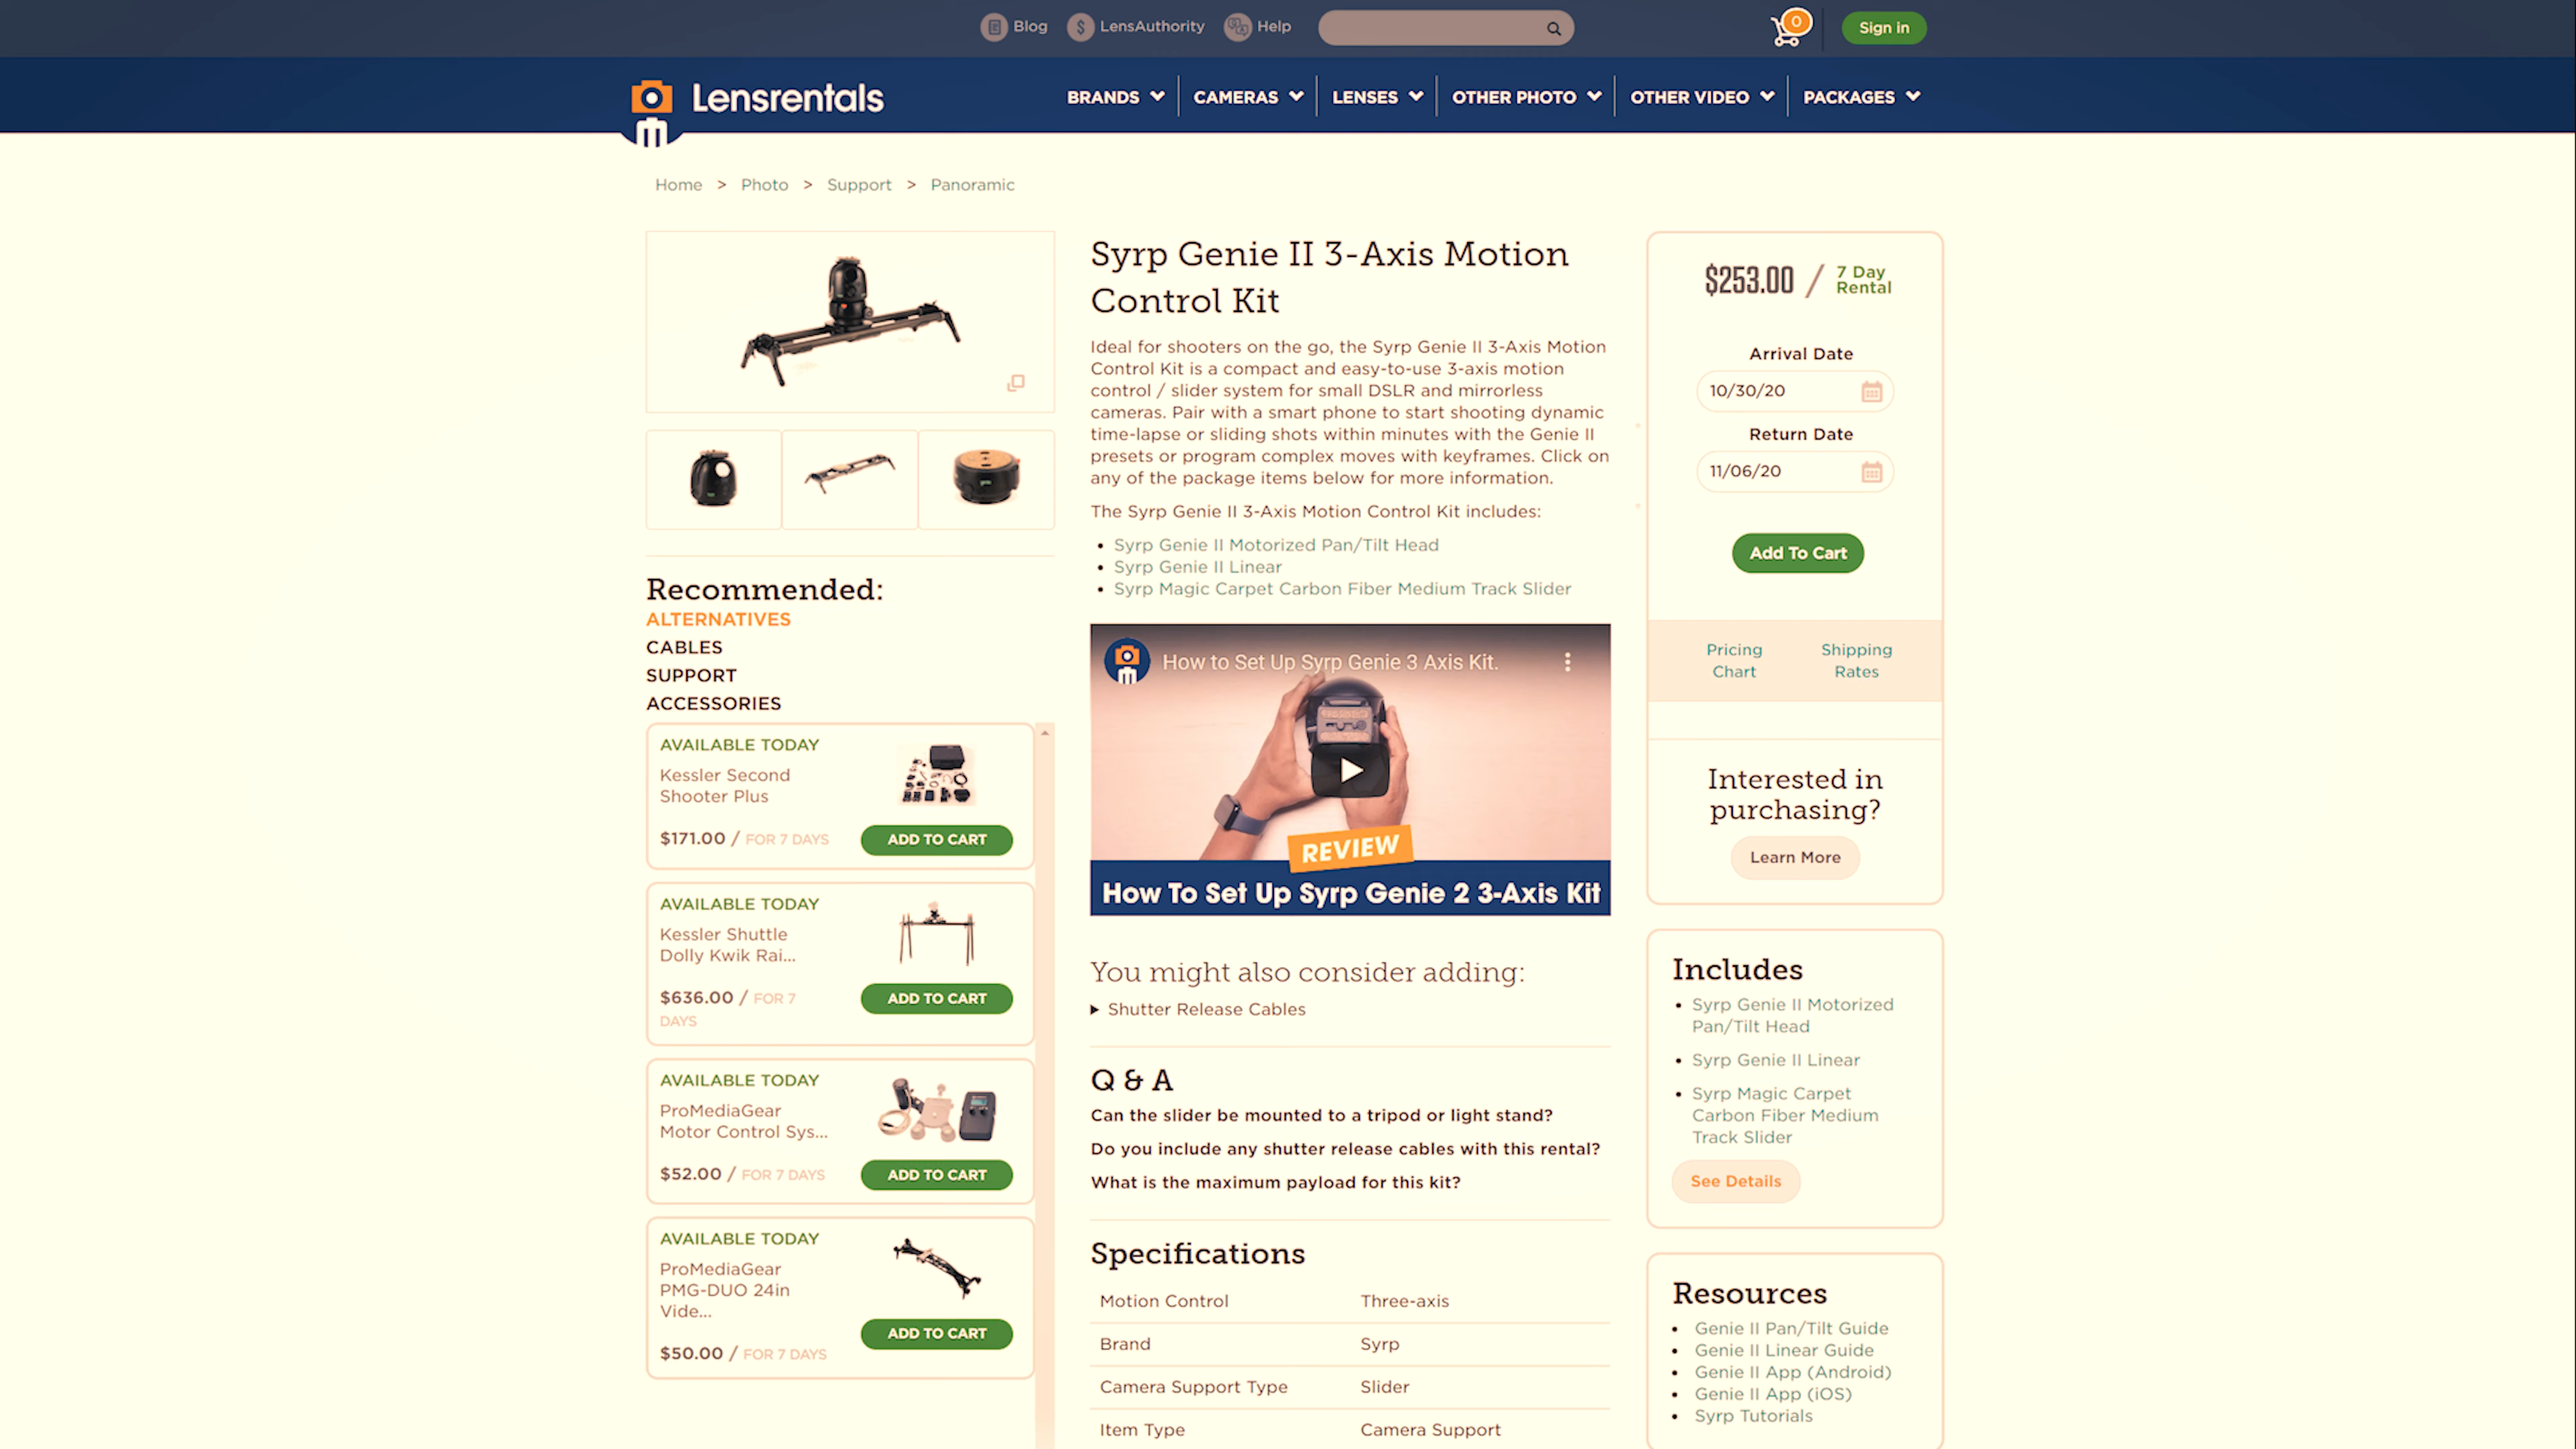 Blog
LensAuthority
Help
0
Sign in
Lensrentals
BRANDS
CAMERAS
LENSES
OTHER PHOTO
OTHER VIDEO
PACKAGES
Home > Photo > Support > Panoramic
Recommended:
ALTERNATIVES
CABLES
SUPPORT
ACCESSORIES
AVAILABLE TODAY
Kessler Second
Shooter Plus
$171.00 / FOR 7 DAYS
ADD TO CART
AVAILABLE TODAY
Kessler Shuttle
Dolly Kwik Rai...
$636.00 / FOR 7
DAYS
ADD TO CART
AVAILABLE TODAY
ProMediaGear
Motor Control Sys...
$52.00 / FOR 7 DAYS
ADD TO CART
AVAILABLE TODAY
ProMediaGear
PMG-DUO 24in
Vide...
$50.00 / FOR 7 DAYS
ADD TO CART
Syrp Genie II 3-Axis Motion
Control Kit
Ideal for shooters on the go, the Syrp Genie II 3-Axis Motion
Control Kit is a compact and easy-to-use 3-axis motion
control / slider system for small DSLR and mirrorless
cameras. Pair with a smart phone to start shooting dynamic
time-lapse or sliding shots within minutes with the Genie II
presets or program complex moves with keyframes. Click on
any of the package items below for more information.
The Syrp Genie II 3-Axis Motion Control Kit includes:
• Syrp Genie II Motorized Pan/Tilt Head
• Syrp Genie II Linear
• Syrp Magic Carpet Carbon Fiber Medium Track Slider
How to Set Up Syrp Genie 3 Axis Kit.
REVIEW
How To Set Up Syrp Genie 2 3-Axis Kit
You might also consider adding:
Shutter Release Cables
Q & A
Can the slider be mounted to a tripod or light stand?
Do you include any shutter release cables with this rental?
What is the maximum payload for this kit?
Specifications
Motion Control Three-axis
Brand Syrp
Camera Support Type Slider
Item Type Camera Support
$253.00 / 7 Day
Rental
Arrival Date
10/30/20
Return Date
11/06/20
Add To Cart
Pricing
Chart
Shipping
Rates
Interested in
purchasing?
Learn More
Includes
• Syrp Genie II Motorized
Pan/Tilt Head
• Syrp Genie II Linear
• Syrp Magic Carpet
Carbon Fiber Medium
Track Slider
See Details
Resources
• Genie II Pan/Tilt Guide
• Genie II Linear Guide
• Genie II App (Android)
• Genie II App (iOS)
• Syrp Tutorials